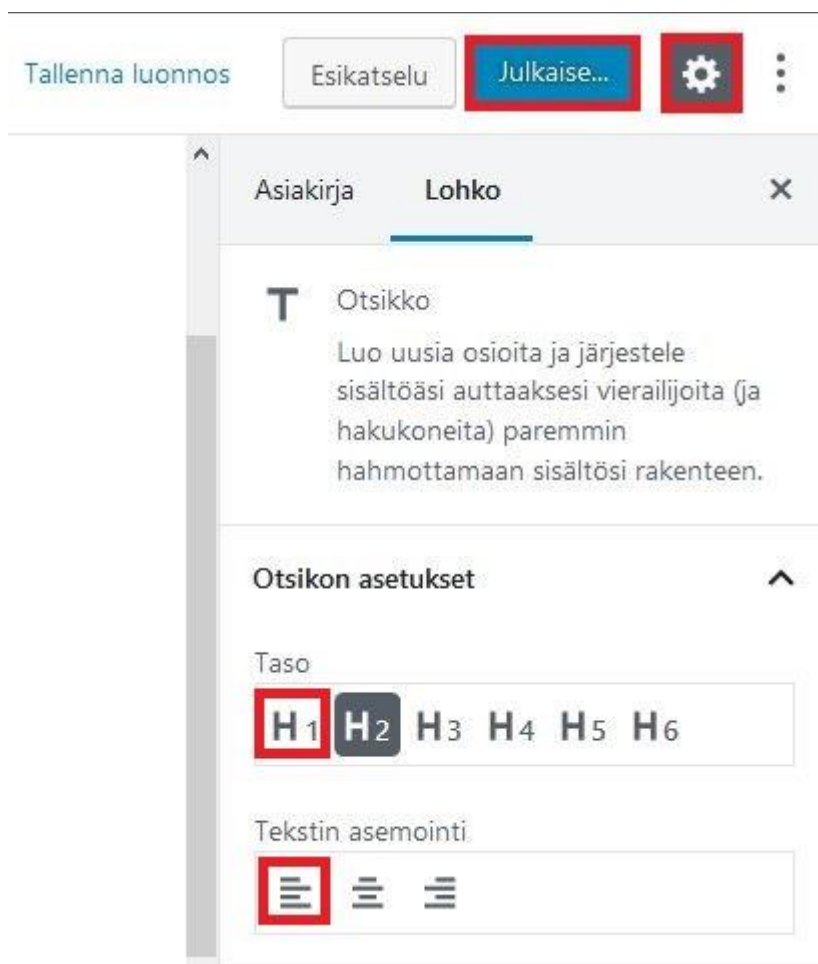 Tallenna luonnos Esikatselu Julkaise...
Asiakirja Lohko
Otsikko
Luo uusia osioita ja järjestele
sisältöäsi auttaaksesi vierailijoita (ja
hakukoneita) paremmin
hahmottamaan sisältösi rakenteen.
Otsikon asetukset
Taso
H1 H2 H3 H4 H5 H6
Tekstin asemointi